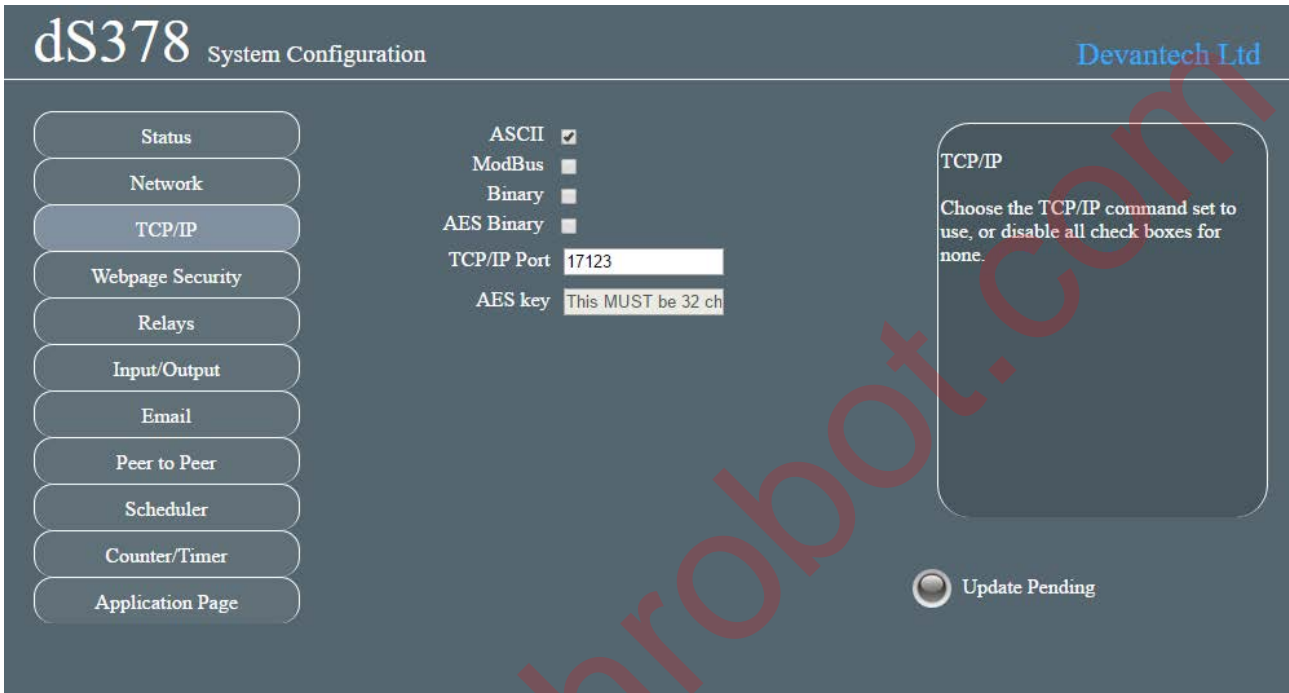 dS378 System Configuration
Devantech Ltd
Status
Network
TCP/IP
Webpage Security
Relays
Input/Output
Email
Peer to Peer
Scheduler
Counter/Timer
Application Page
ASCII
ModBus
Binary
AES Binary
TCP/IP Port 17123
AES key This MUST be 32 ch
TCP/IP
Choose the TCP/IP command set to
use, or disable all check boxes for
none.
Update Pending
hrobot.com